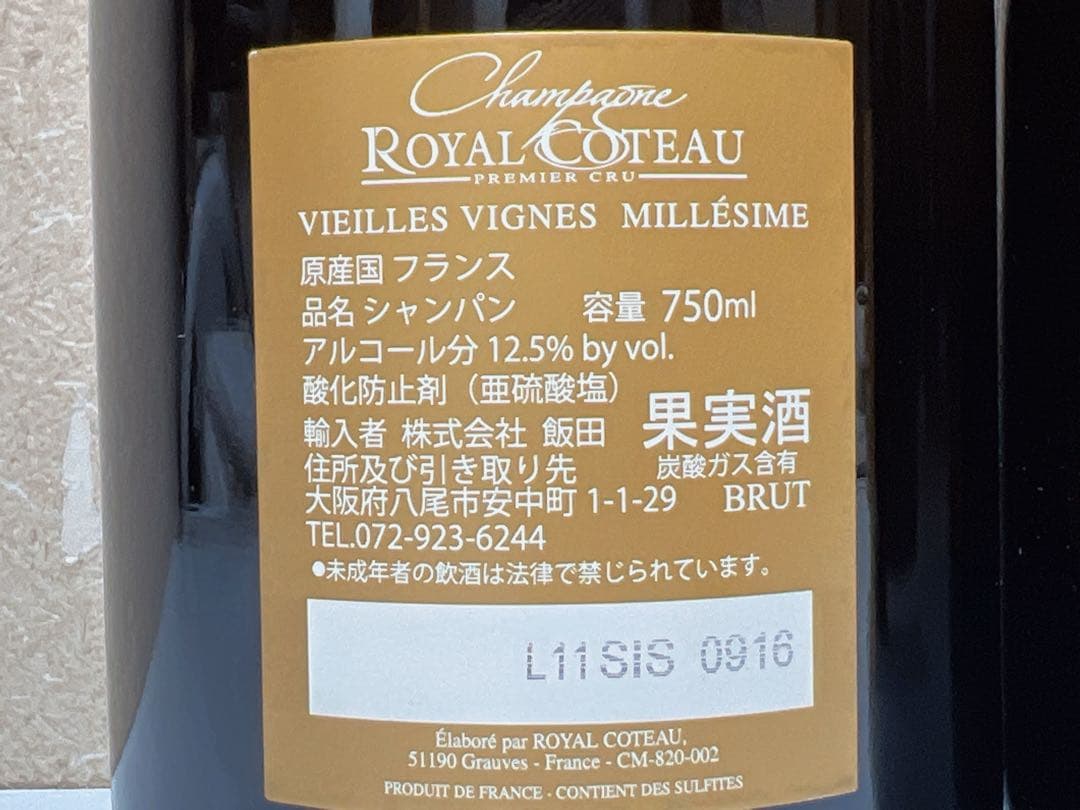 Champagne
ROYAL COTEAU
PREMIER CRU
VIEILLES VIGNES MILLÉSIME
原産国 フランス
品名 シャンパン 容量 750ml
アルコール分 12.5% by vol.
酸化防止剤（亜硫酸塩）
輸入者 株式会社 飯田 果実酒
住所及び引き取り先 炭酸ガス含有
大阪府八尾市安中町 1-1-29 BRUT
TEL.072-923-6244
●未成年者の飲酒は法律で禁じられています。
L11SIS 0916
Élaboré par ROYAL COTEAU,
51190 Grauves - France - CM-820-002
PRODUIT DE FRANCE - CONTIENT DES SULFITES